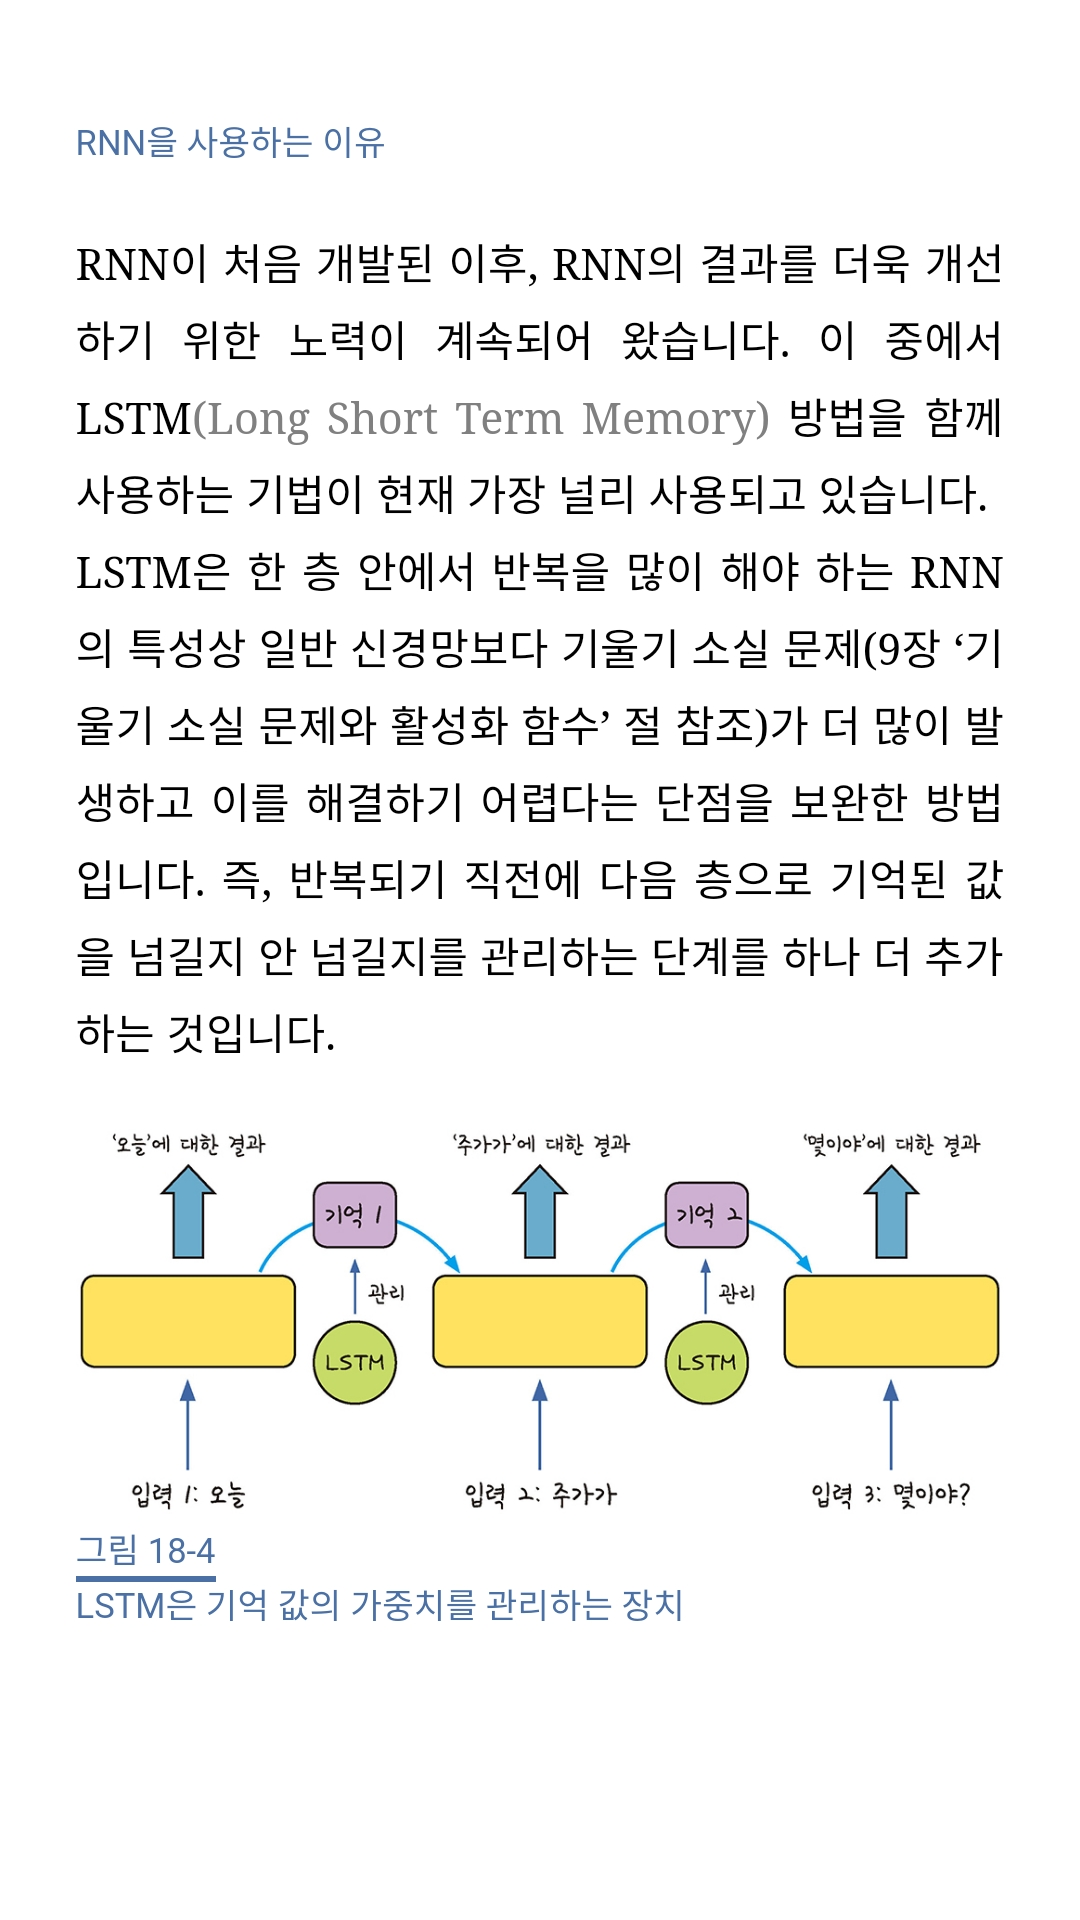 RNN을 사용하는 이유
RNN이 처음 개발된 이후, RNN의 결과를 더욱 개선
하기 위한 노력이 계속되어 왔습니다. 이 중에서
LSTM(Long Short Term Memory) 방법을 함께
사용하는 기법이 현재 가장 널리 사용되고 있습니다.
LSTM은 한 층 안에서 반복을 많이 해야 하는 RNN
의 특성상 일반 신경망보다 기울기 소실 문제(9장 ‘기
울기 소실 문제와 활성화 함수’ 절 참조)가 더 많이 발
생하고 이를 해결하기 어렵다는 단점을 보완한 방법
입니다. 즉, 반복되기 직전에 다음 층으로 기억된 값
을 넘길지 안 넘길지를 관리하는 단계를 하나 더 추가
하는 것입니다.
‘오늘’에 대한 결과
‘주가가’에 대한 결과
‘몇이야’에 대한 결과
기억 1
기억 2
관리
관리
LSTM
LSTM
입력 1: 오늘
입력 2: 주가가
입력 3: 몇이야?
그림 18-4
LSTM은 기억 값의 가중치를 관리하는 장치